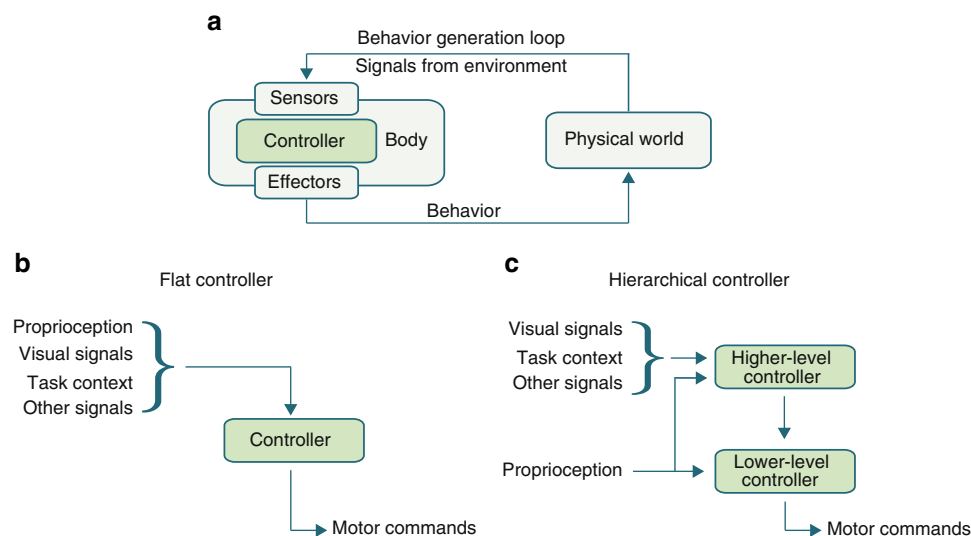 a
Behavior generation loop
Signals from environment
Sensors
Controller
Body
Effectors
Physical world
Behavior
b
Flat controller
Proprioception
Visual signals
Task context
Other signals
Controller
Motor commands
c
Hierarchical controller
Visual signals
Task context
Other signals
Higher-level
controller
Proprioception
Lower-level
controller
Motor commands